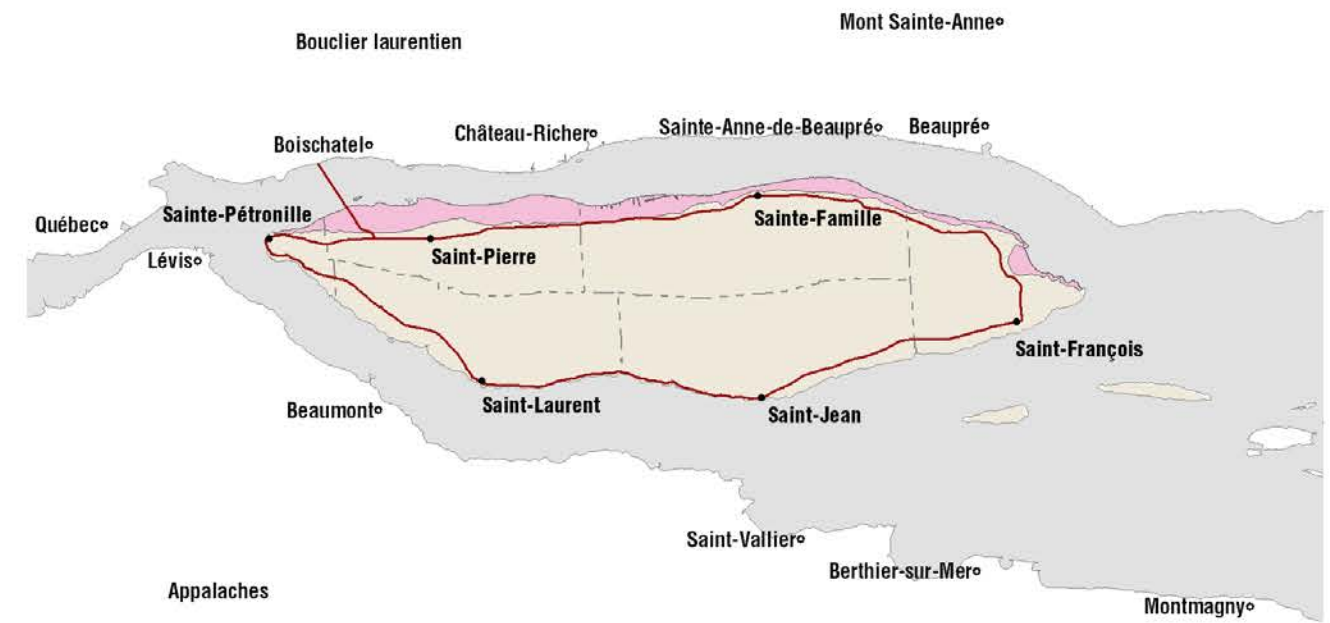 Mont Sainte-Anne
Bouclier laurentien
Château-Richer
Sainte-Anne-de-Beaupré
Beaupré
Boischatel
Sainte-Pétronille
Sainte-Famille
Québec
Saint-Pierre
Lévis
Saint-François
Saint-Laurent
Beaumont
Saint-Jean
Saint-Vallier
Berthier-sur-Mer
Appalaches
Montmagny